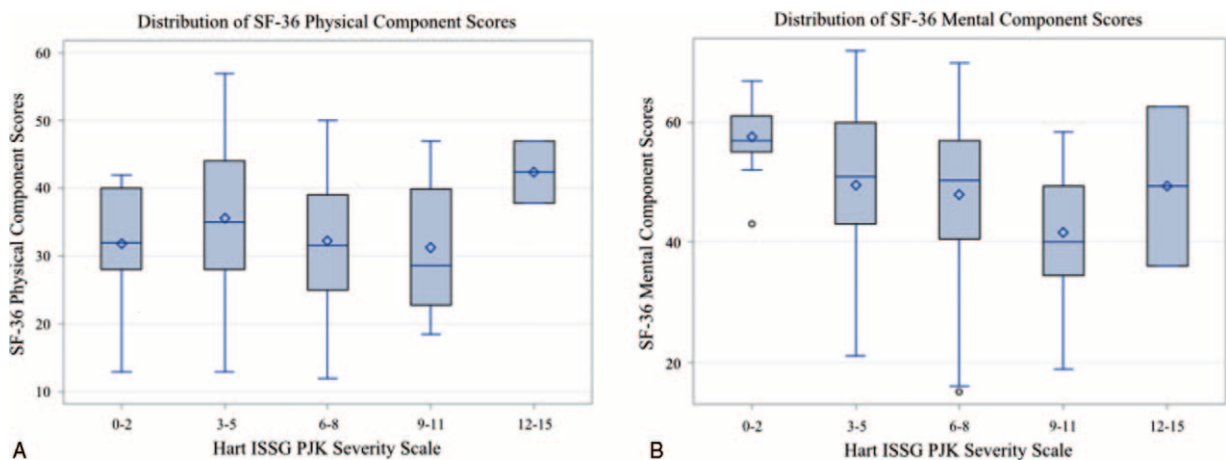 Distribution of SF-36 Physical Component Scores
SF-36 Physical Component Scores
60
50
40
30
20
10
0-2 3-5 6-8 9-11 12-15
Hart ISSG PJK Severity Scale
A
Distribution of SF-36 Mental Component Scores
SF-36 Mental Component Scores
60
40
20
0-2 3-5 6-8 9-11 12-15
Hart ISSG PJK Severity Scale
B